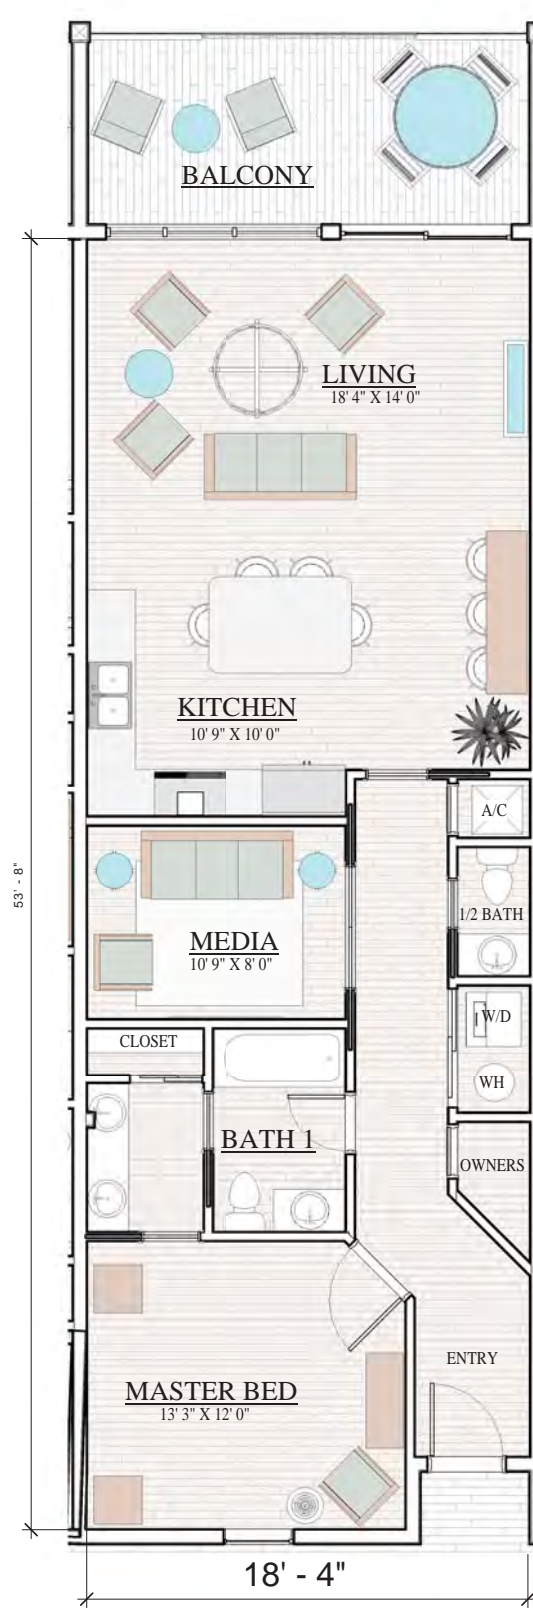 BALCONY
LIVING
18' 4" X 14' 0"
KITCHEN
10' 9" X 10' 0"
A/C
1/2 BATH
MEDIA
10' 9" X 8' 0"
53' - 8"
W/D
CLOSET
WH
BATH 1
OWNERS
ENTRY
MASTER BED
13' 3" X 12' 0"
18' - 4"